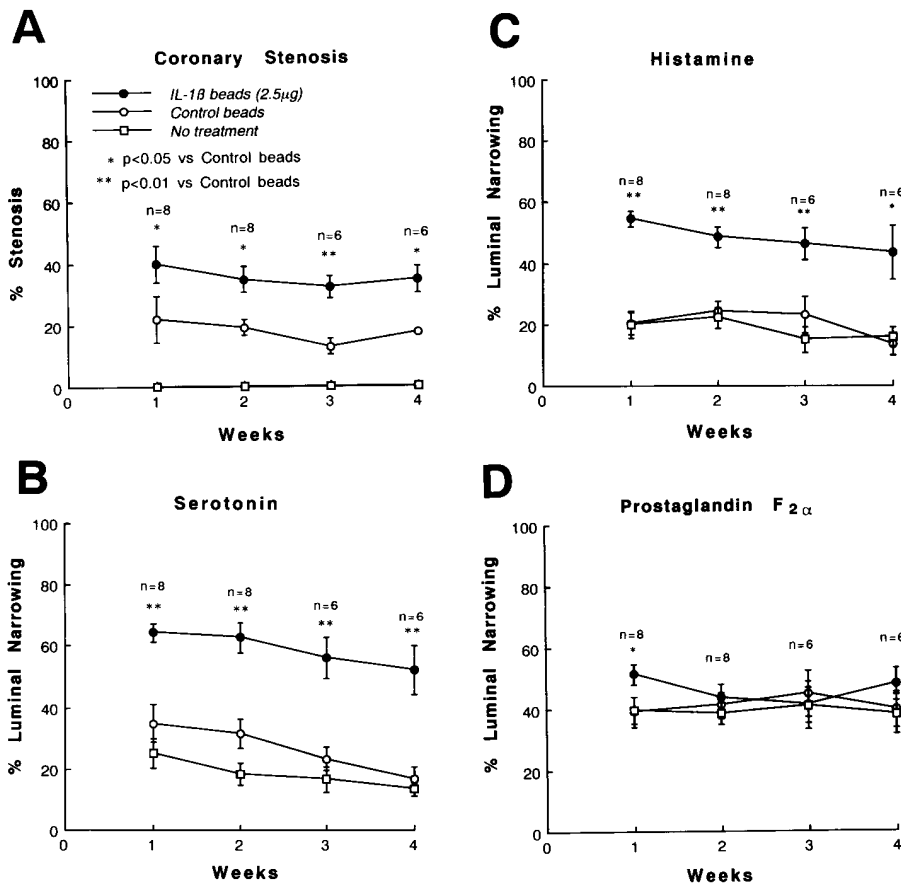 A
Coronary Stenosis
100
80
60
40
20
0
% Stenosis
IL-1ß beads (2.5µg)
Control beads
No treatment
* p<0.05 vs Control beads
** p<0.01 vs Control beads
n=8
*
n=8
*
n=6
**
n=6
*
0
1
2
3
4
Weeks
B
Serotonin
100
80
60
40
20
0
% Luminal Narrowing
n=8
**
n=8
**
n=6
**
n=6
**
0
1
2
3
4
Weeks
C
Histamine
100
80
60
40
20
0
% Luminal Narrowing
n=8
**
n=8
**
n=6
**
n=6
*
0
1
2
3
4
Weeks
D
Prostaglandin F2α
100
80
60
40
20
0
% Luminal Narrowing
n=8
*
n=8
n=6
n=6
0
1
2
3
4
Weeks